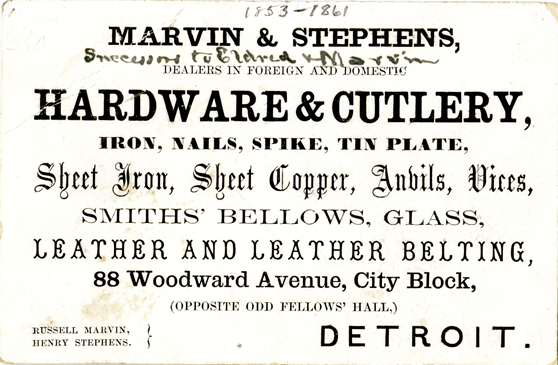 1853-1861
MARVIN & STEPHENS,
Successors to Eldred & Marvin
DEALERS IN FOREIGN AND DOMESTIC
HARDWARE & CUTLERY,
IRON, NAILS, SPIKE, TIN PLATE,
Sheet Iron, Sheet Copper, Anvils, Vices,
SMITHS' BELLOWS, GLASS,
LEATHER AND LEATHER BELTING,
88 Woodward Avenue, City Block,
(OPPOSITE ODD FELLOWS' HALL,)
RUSSELL MARVIN,
HENRY STEPHENS. }
DETROIT.